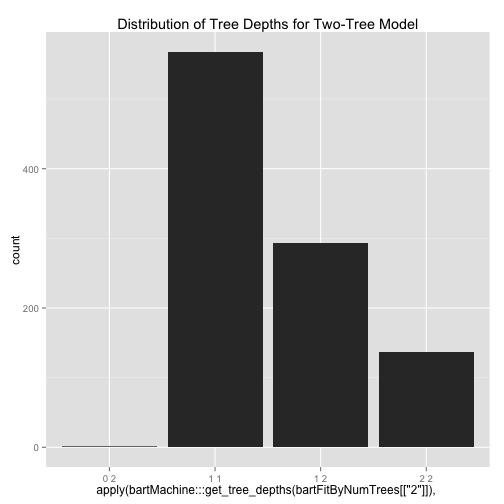 Distribution of Tree Depths for Two-Tree Model
count
400
200
0
0 2
1 1
1 2
2 2
apply(bartMachine:::get_tree_depths(bartFitByNumTrees[["2"]]),